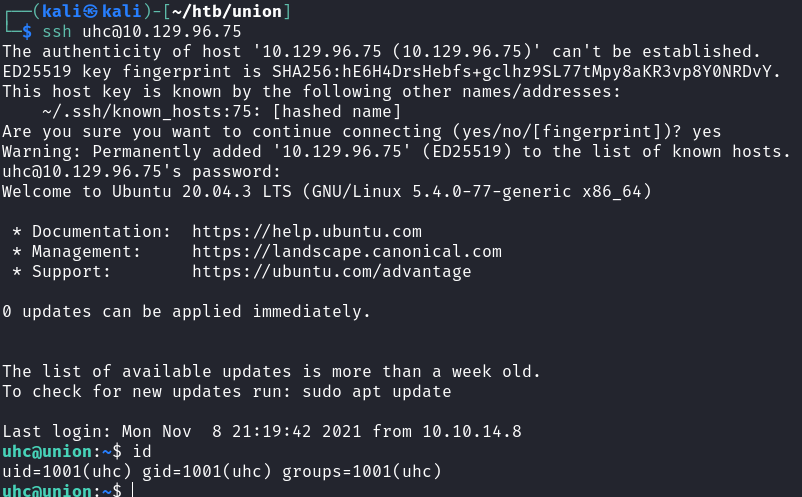 ┌──(kali㉿kali)-[~/htb/union]
└─$ ssh uhc@10.129.96.75
The authenticity of host '10.129.96.75 (10.129.96.75)' can't be established.
ED25519 key fingerprint is SHA256:hE6H4DrsHebfs+gclhz9SL77tMpy8aKR3vp8Y0NRDvY.
This host key is known by the following other names/addresses:
    ~/.ssh/known_hosts:75: [hashed name]
Are you sure you want to continue connecting (yes/no/[fingerprint])? yes
Warning: Permanently added '10.129.96.75' (ED25519) to the list of known hosts.
uhc@10.129.96.75's password:
Welcome to Ubuntu 20.04.3 LTS (GNU/Linux 5.4.0-77-generic x86_64)

 * Documentation:  https://help.ubuntu.com
 * Management:     https://landscape.canonical.com
 * Support:        https://ubuntu.com/advantage

0 updates can be applied immediately.


The list of available updates is more than a week old.
To check for new updates run: sudo apt update

Last login: Mon Nov  8 21:19:42 2021 from 10.10.14.8
uhc@union:~$ id
uid=1001(uhc) gid=1001(uhc) groups=1001(uhc)
uhc@union:~$